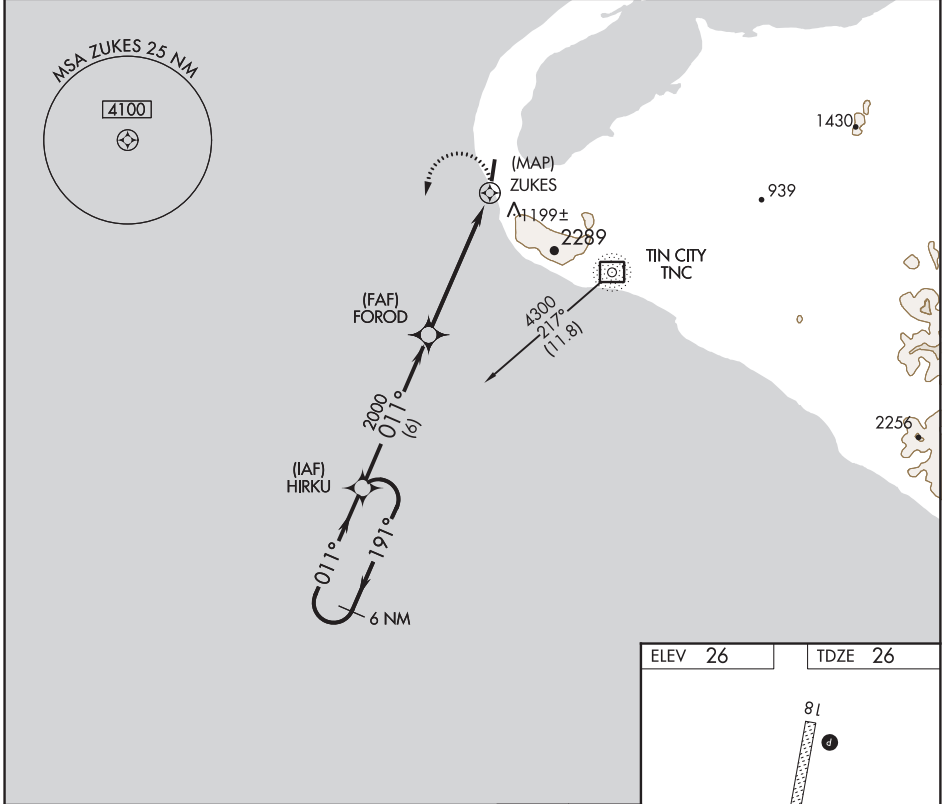 MSA ZUKES 25 NM
4100
1430
(MAP)
ZUKES
939
1199±
2289
TIN CITY
TNC
(FAF)
FOROD
4300
217°
(11.8)
2000
011°
(6)
2256
(IAF)
HIRKU
011°
191°
6 NM
ELEV 26
TDZE 26
18
P